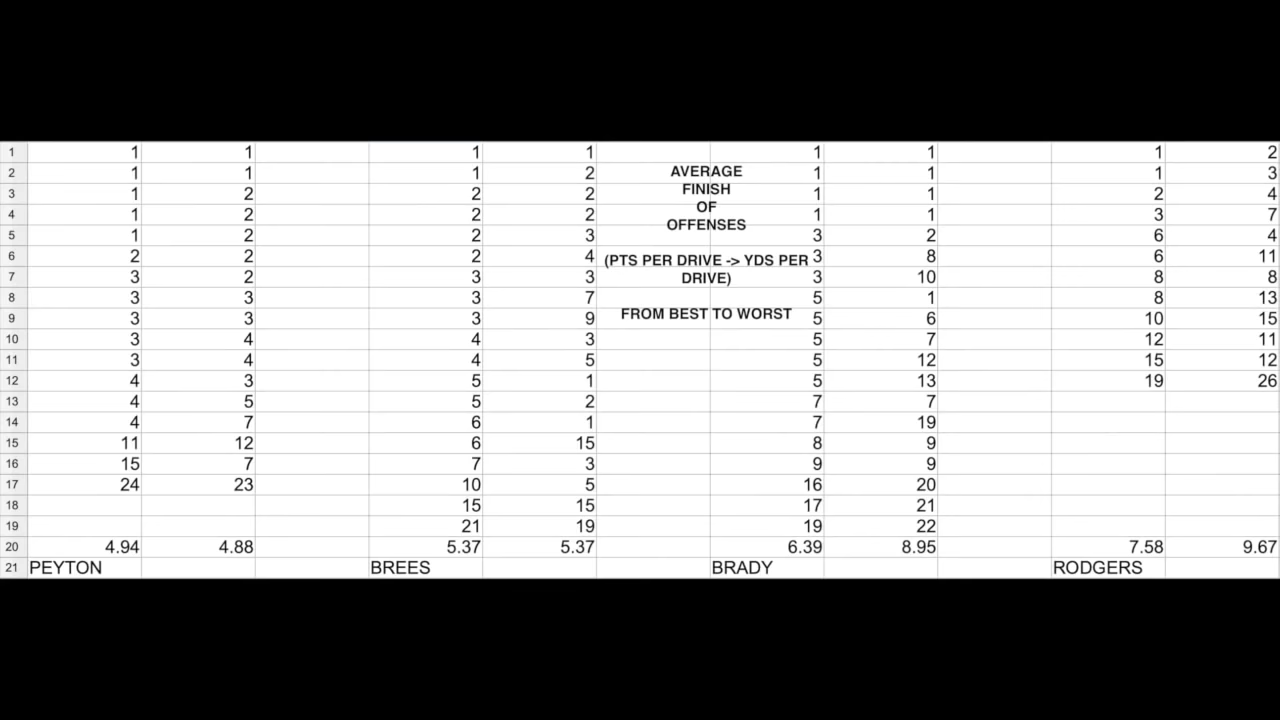 1 1 1 1 1 1 1 1 2
2 1 1 1 2 AVERAGE 1 1 1 3
3 1 2 2 2 FINISH 1 1 2 4
OF
4 1 2 2 2 OFFENSES 1 1 3 7
5 1 2 2 3 3 2 6 4
6 2 2 2 4 (PTS PER DRIVE -> YDS PER 3 8 6 11
7 3 2 3 3 DRIVE) 3 10 8 8
8 3 3 3 7 5 1 8 13
9 3 3 3 9 FROM BEST TO WORST 5 6 10 15
10 3 4 4 3 5 7 12 11
11 3 4 4 5 5 12 15 12
12 4 3 5 1 5 13 19 26
13 4 5 5 2 7 7
14 4 7 6 1 7 19
15 11 12 6 15 8 9
16 15 7 7 3 9 9
17 24 23 10 5 16 20
18 15 15 17 21
19 21 19 19 22
20 4.94 4.88 5.37 5.37 6.39 8.95 7.58 9.67
21 PEYTON BREES BRADY RODGERS